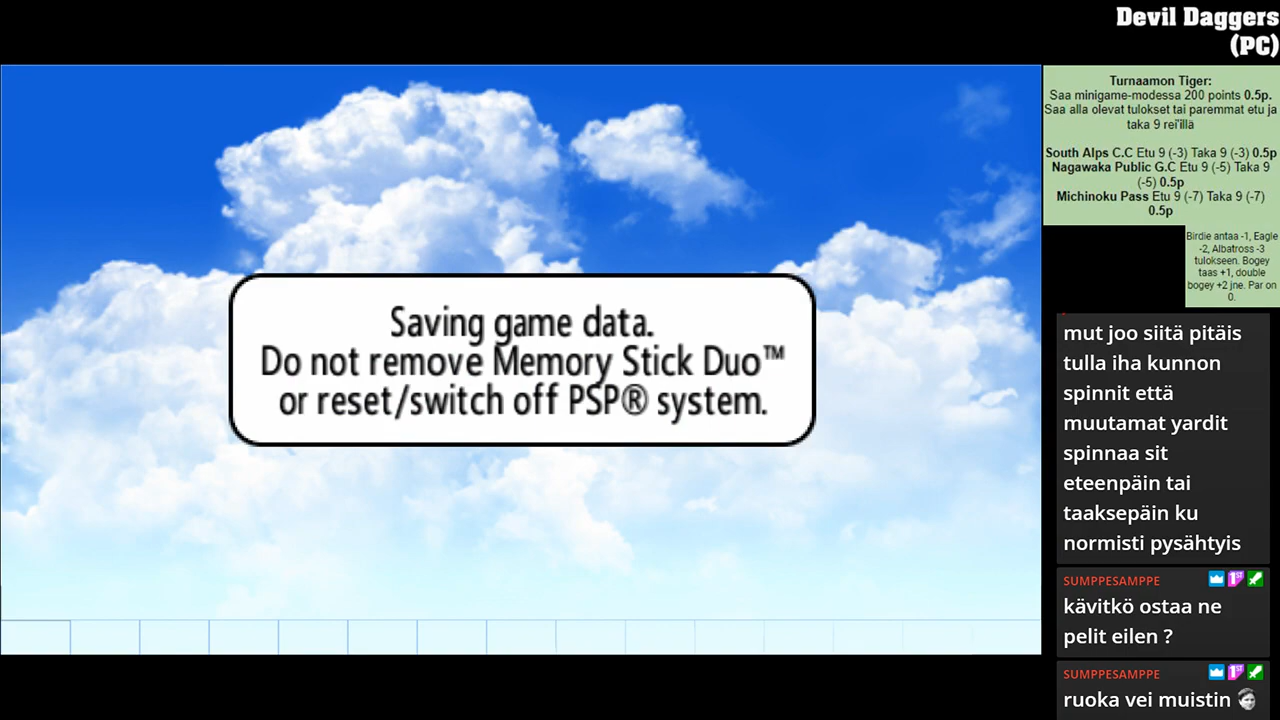 Devil Daggers
(PC)
Turnaamon Tiger:
Saa minigame-modessa 200 points 0.5p.
Saa alla olevat tulokset tai paremmat etu ja
taka 9 rei'illä
South Alps C.C Etu 9 (-3) Taka 9 (-3) 0.5p
Nagawaka Public G.C Etu 9 (-5) Taka 9
(-5) 0.5p
Michinoku Pass Etu 9 (-7) Taka 9 (-7)
0.5p
Birdie antaa -1, Eagle
-2, Albatross -3
tulokseen. Bogey
taas +1, double
bogey +2 jne. Par on
0.
Saving game data.
Do not remove Memory Stick Duo™
or reset/switch off PSP® system.
mut joo siitä pitäis
tulla iha kunnon
spinnit että
muutamat yardit
spinnaa sit
eteenpäin tai
taaksepäin ku
normisti pysähtyis
SUMPPESAMPPE
kävitkö ostaa ne
pelit eilen ?
SUMPPESAMPPE
ruoka vei muistin